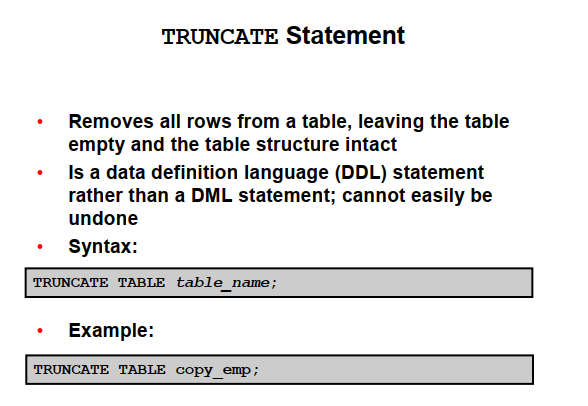 TRUNCATE Statement
• Removes all rows from a table, leaving the table
empty and the table structure intact
• Is a data definition language (DDL) statement
rather than a DML statement; cannot easily be
undone
• Syntax:
TRUNCATE TABLE table_name;
• Example:
TRUNCATE TABLE copy_emp;